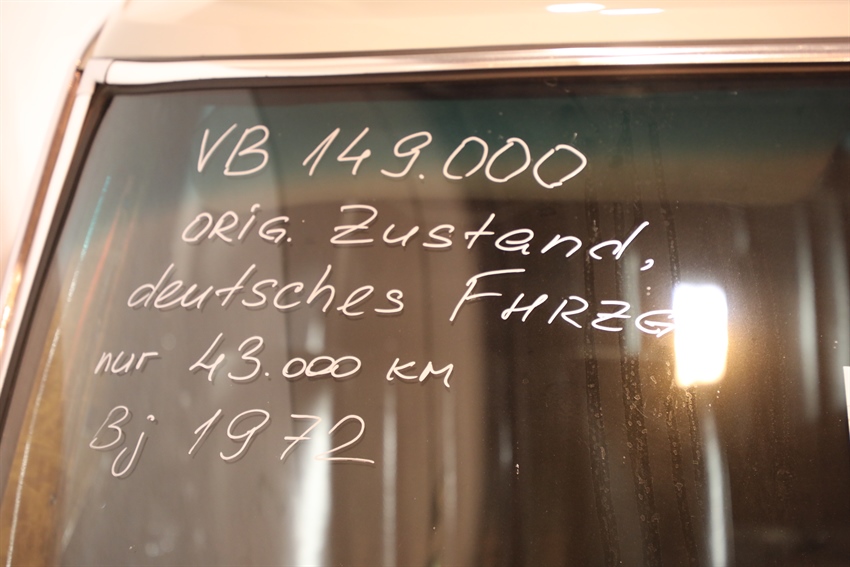 VB 149.000
ORIG. Zustand,
deutsches FHRZG
nur 43.000 KM
Bj 1972